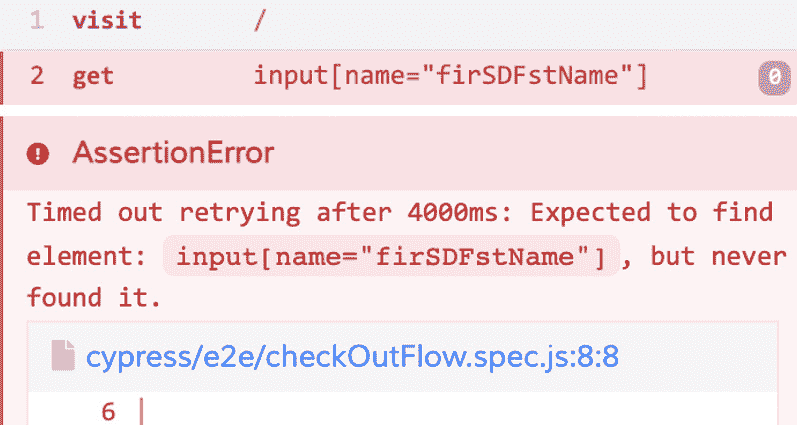 1 visit /
2 get input[name="firSDFstName"] 0
AssertionError
Timed out retrying after 4000ms: Expected to find
element: input[name="firSDFstName"], but never
found it.
cypress/e2e/checkOutFlow.spec.js:8:8
6 |